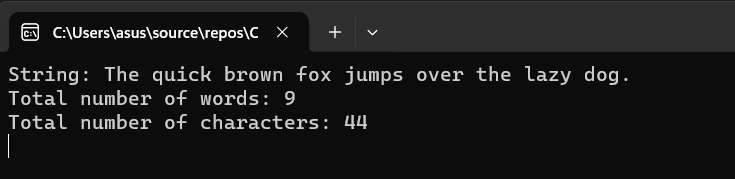 C:\Users\asus\source\repos\C
String: The quick brown fox jumps over the lazy dog.
Total number of words: 9
Total number of characters: 44